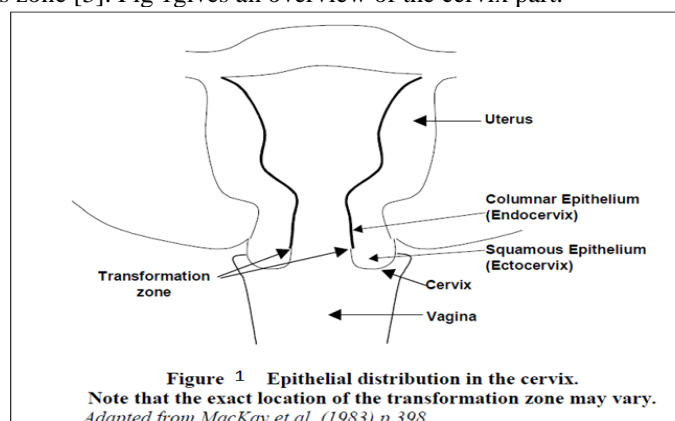 s zone [3]. Fig 1gives an overview of the cervix part.
Uterus
Columnar Epithelium
(Endocervix)
Squamous Epithelium
(Ectocervix)
Transformation
zone
Cervix
Vagina
Figure 1 Epithelial distribution in the cervix.
Note that the exact location of the transformation zone may vary.
Adapted from MacKay et al. (1983) p 398